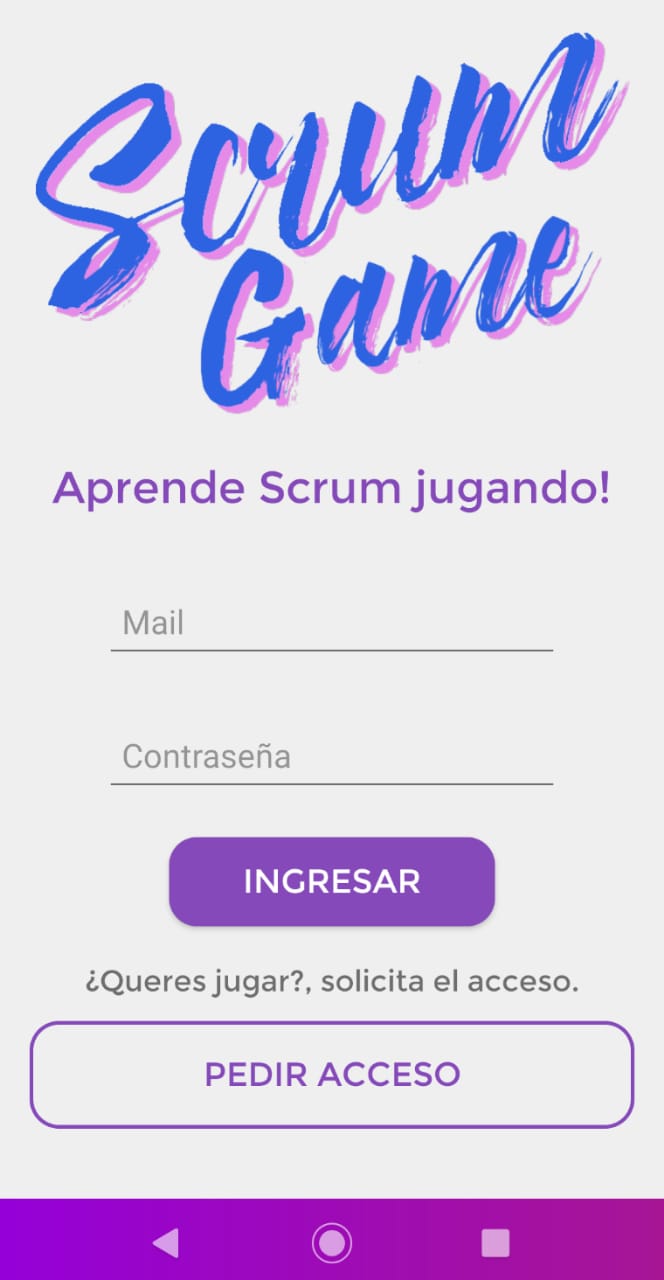 Scrum
Game
Aprende Scrum jugando!
Mail
Contraseña
INGRESAR
¿Queres jugar?, solicita el acceso.
PEDIR ACCESO